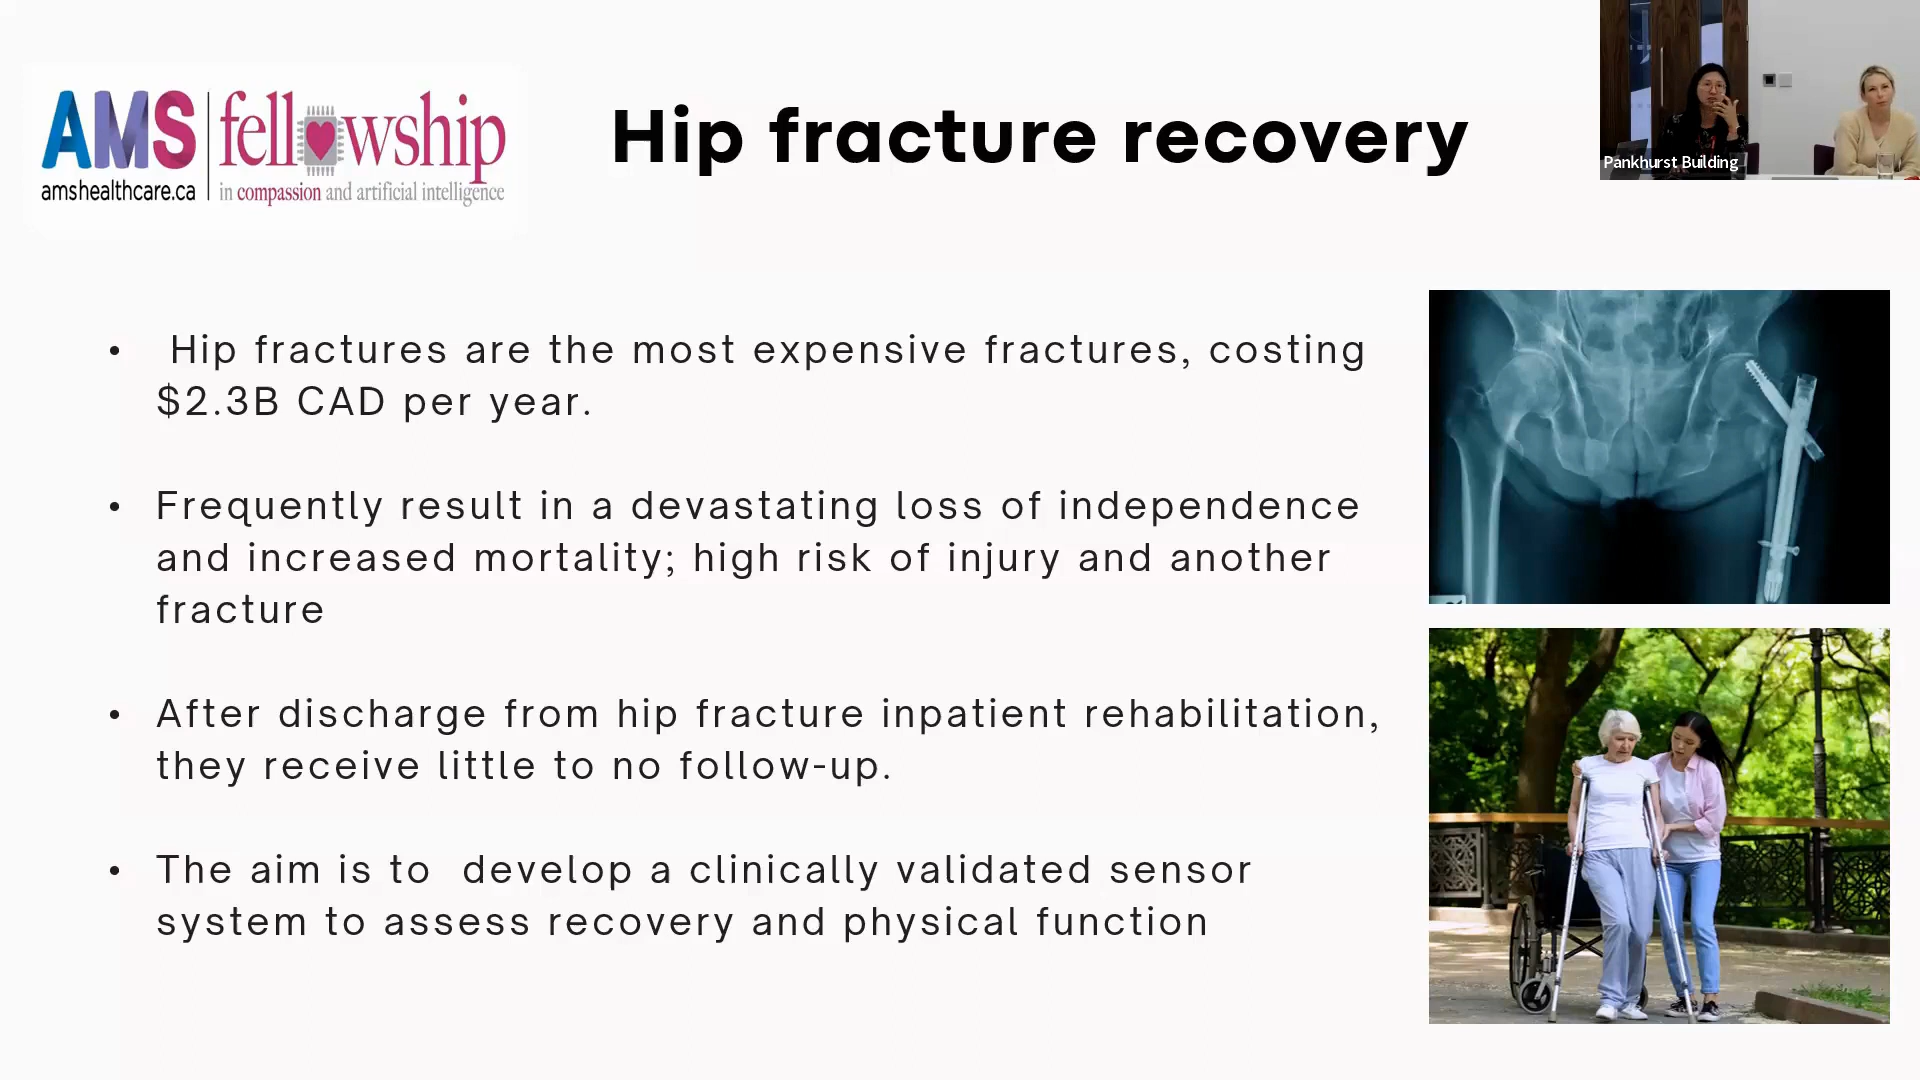 AMS
amshealthcare.ca
fellowship
in compassion and artificial intelligence
Hip fracture recovery
Pankhurst Building
• Hip fractures are the most expensive fractures, costing
$2.3B CAD per year.
• Frequently result in a devastating loss of independence
and increased mortality; high risk of injury and another
fracture
• After discharge from hip fracture inpatient rehabilitation,
they receive little to no follow-up.
• The aim is to  develop a clinically validated sensor
system to assess recovery and physical function